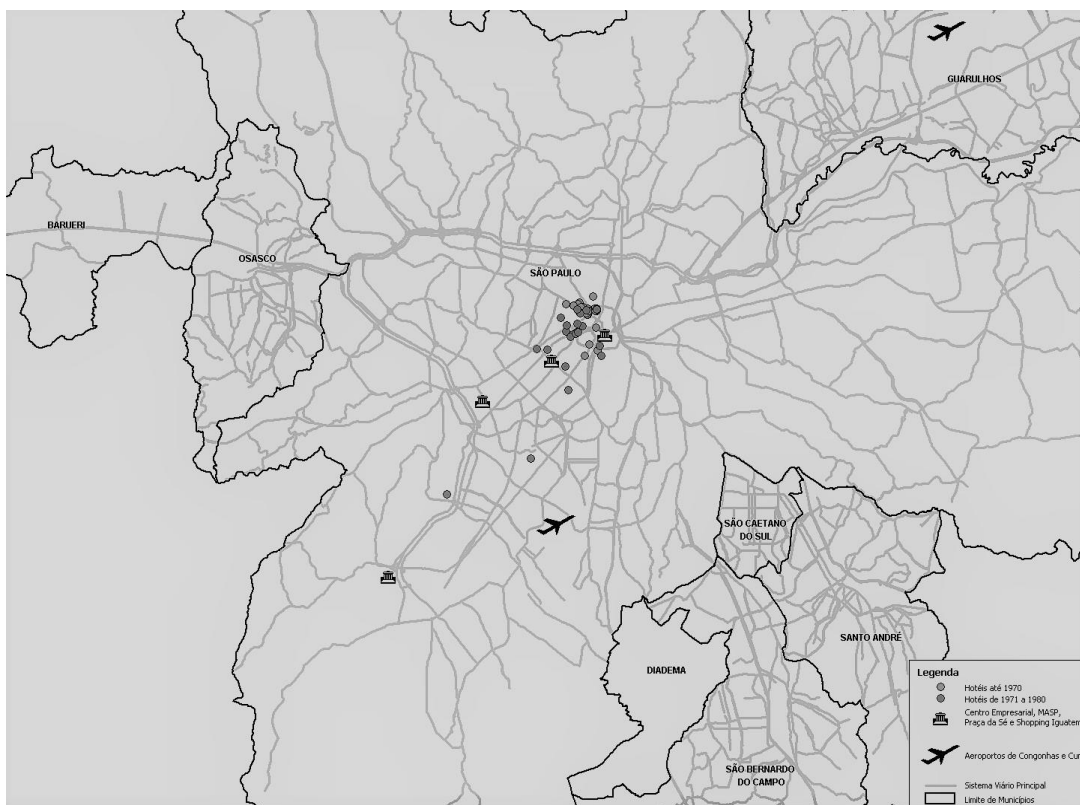 GUARULHOS
BARUERI
OSASCO
SÃO PAULO
SÃO CAETANO
DO SUL
SANTO ANDRÉ
DIADEMA
SÃO BERNARDO
DO CAMPO
Legenda
Hotéis até 1970
Hotéis de 1971 a 1980
Centro Empresarial, MASP,
Praça da Sé e Shopping Iguatem
Aeroportos de Congonhas e Cum
Sistema Viário Principal
Limite de Municípios